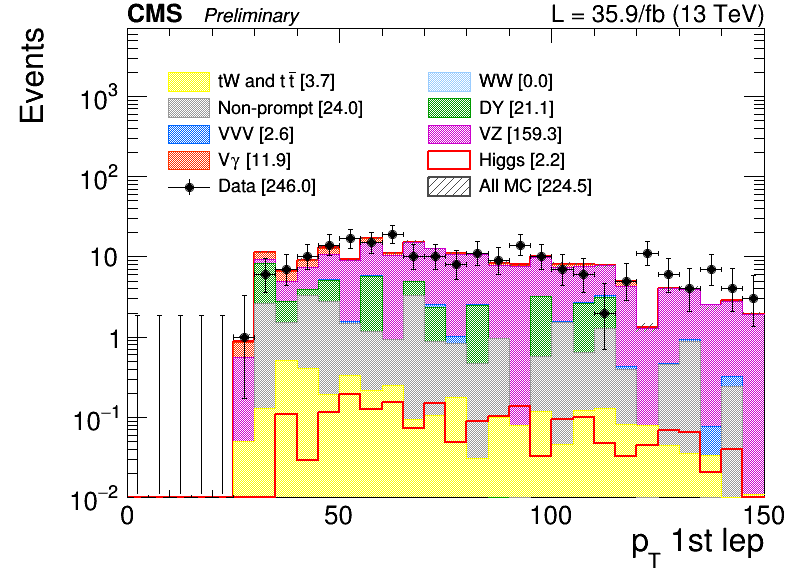 CMS Preliminary L = 35.9/fb (13 TeV)
Events
tW and t t̄ [3.7] WW [0.0]
Non-prompt [24.0] DY [21.1]
VVV [2.6] VZ [159.3]
Vγ [11.9] Higgs [2.2]
Data [246.0] All MC [224.5]
10³
10²
10
1
10⁻¹
10⁻²
0 50 100 150
p_T 1st lep